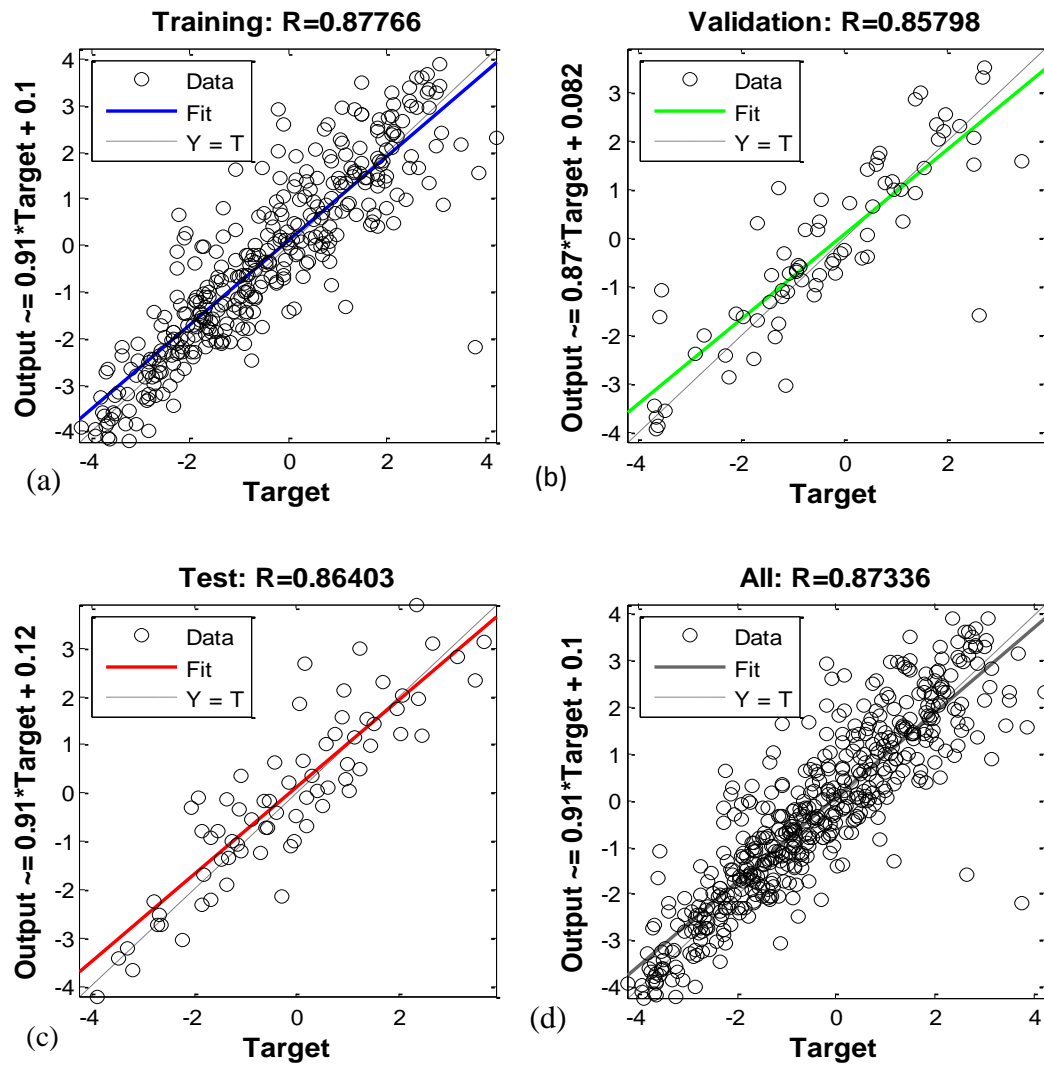 Training: R=0.87766
Output ~= 0.91*Target + 0.1
4
3
2
1
0
-1
-2
-3
-4
Data
Fit
Y = T
-4 -2 0 2 4
Target
(a)
Validation: R=0.85798
Output ~= 0.87*Target + 0.082
3
2
1
0
-1
-2
-3
-4
Data
Fit
Y = T
-4 -2 0 2
Target
(b)
Test: R=0.86403
Output ~= 0.91*Target + 0.12
3
2
1
0
-1
-2
-3
-4
Data
Fit
Y = T
-4 -2 0 2
Target
(c)
All: R=0.87336
Output ~= 0.91*Target + 0.1
4
3
2
1
0
-1
-2
-3
-4
Data
Fit
Y = T
-4 -2 0 2 4
Target
(d)